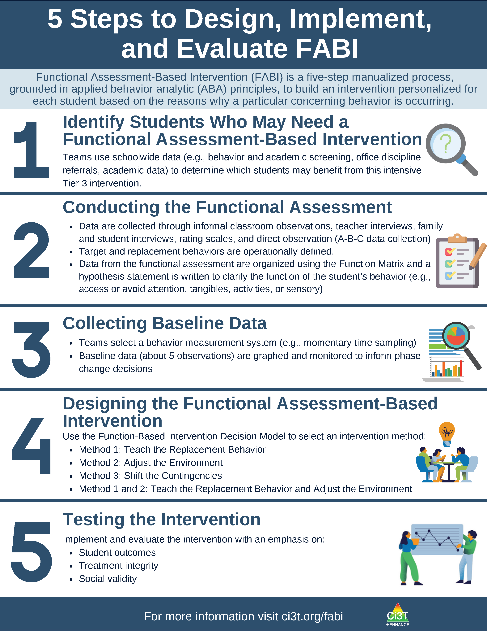 5 Steps to Design, Implement,
and Evaluate FABI
Functional Assessment-Based Intervention (FABI) is a five-step manualized process,
grounded in applied behavior analytic (ABA) principles, to build an intervention personalized for
each student based on the reasons why a particular concerning behavior is occurring.
1
Identify Students Who May Need a
Functional Assessment-Based Intervention
Teams use schoolwide data (e.g., behavior and academic screening, office discipline
referrals, academic data) to determine which students may benefit from this intensive
Tier 3 intervention.
2
Conducting the Functional Assessment
• Data are collected through informal classroom observations, teacher interviews, family
and student interviews, rating scales, and direct observation (A-B-C data collection)
• Target and replacement behaviors are operationally defined.
• Data from the functional assessment are organized using the Function Matrix and a
hypothesis statement is written to clarify the function of the student's behavior (e.g.,
access or avoid attention, tangibles, activities, or sensory)
3
Collecting Baseline Data
• Teams select a behavior measurement system (e.g., momentary time sampling)
• Baseline data (about 5 observations) are graphed and monitored to inform phase
change decisions
4
Designing the Functional Assessment-Based
Intervention
Use the Function-Based Intervention Decision Model to select an intervention method:
• Method 1: Teach the Replacement Behavior
• Method 2: Adjust the Environment
• Method 3: Shift the Contingencies
• Method 1 and 2: Teach the Replacement Behavior and Adjust the Environment
5
Testing the Intervention
Implement and evaluate the intervention with an emphasis on:
• Student outcomes
• Treatment integrity
• Social validity
For more information visit ci3t.org/fabi
Ci3T
ENHANCE